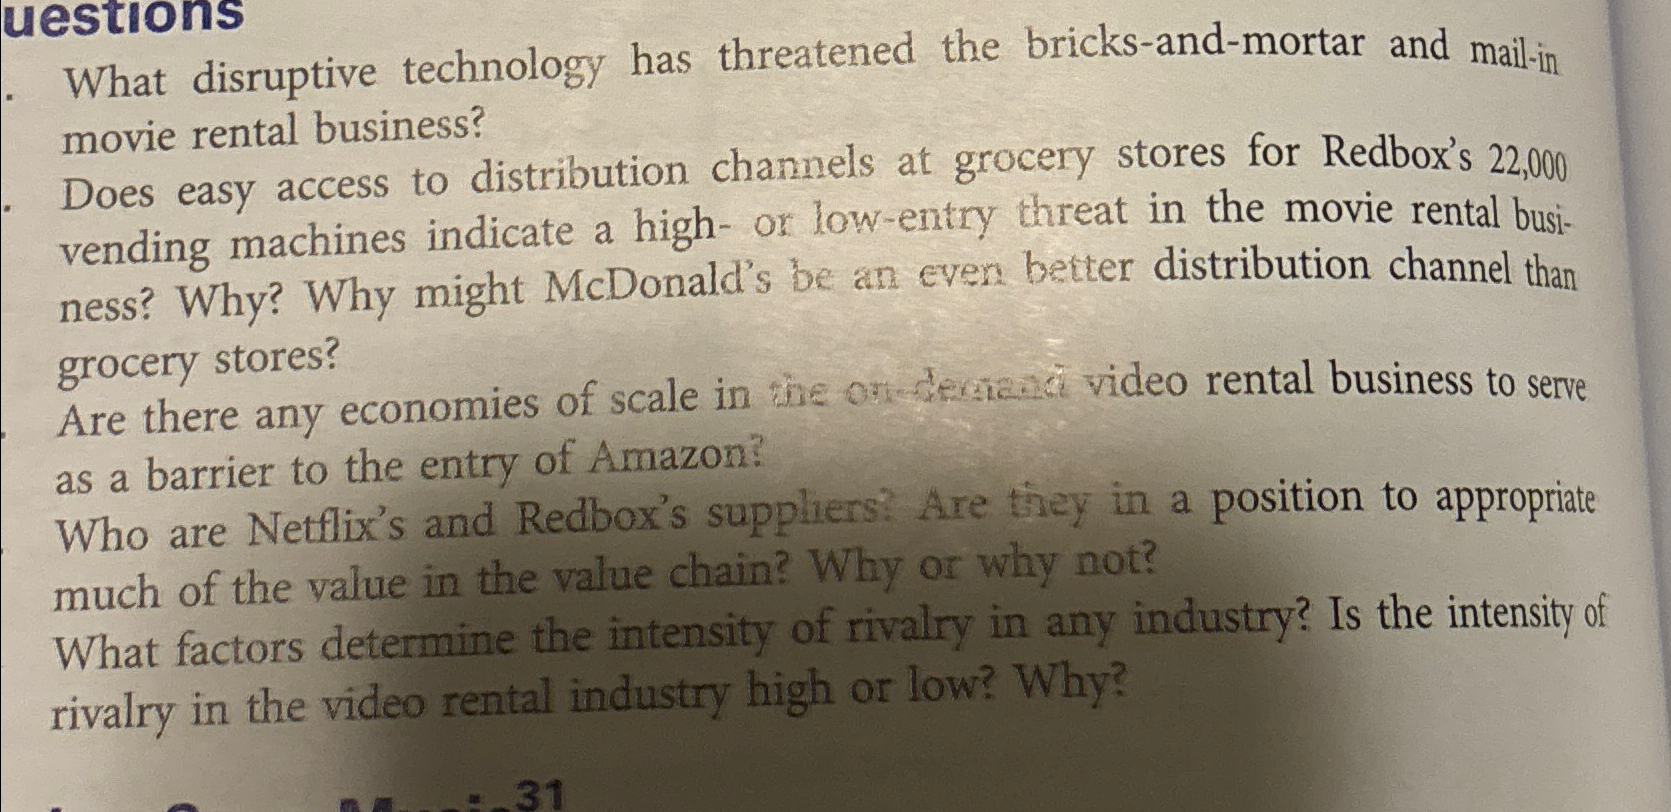 uestions
. What disruptive technology has threatened the bricks-and-mortar and mail-in
movie rental business?
. Does easy access to distribution channels at grocery stores for Redbox's 22,000
vending machines indicate a high- or low-entry threat in the movie rental busi-
ness? Why? Why might McDonald's be an even better distribution channel than
grocery stores?
. Are there any economies of scale in the on-demand video rental business to serve
as a barrier to the entry of Amazon?
. Who are Netflix's and Redbox's suppliers? Are they in a position to appropriate
much of the value in the value chain? Why or why not?
What factors determine the intensity of rivalry in any industry? Is the intensity of
rivalry in the video rental industry high or low? Why?
31